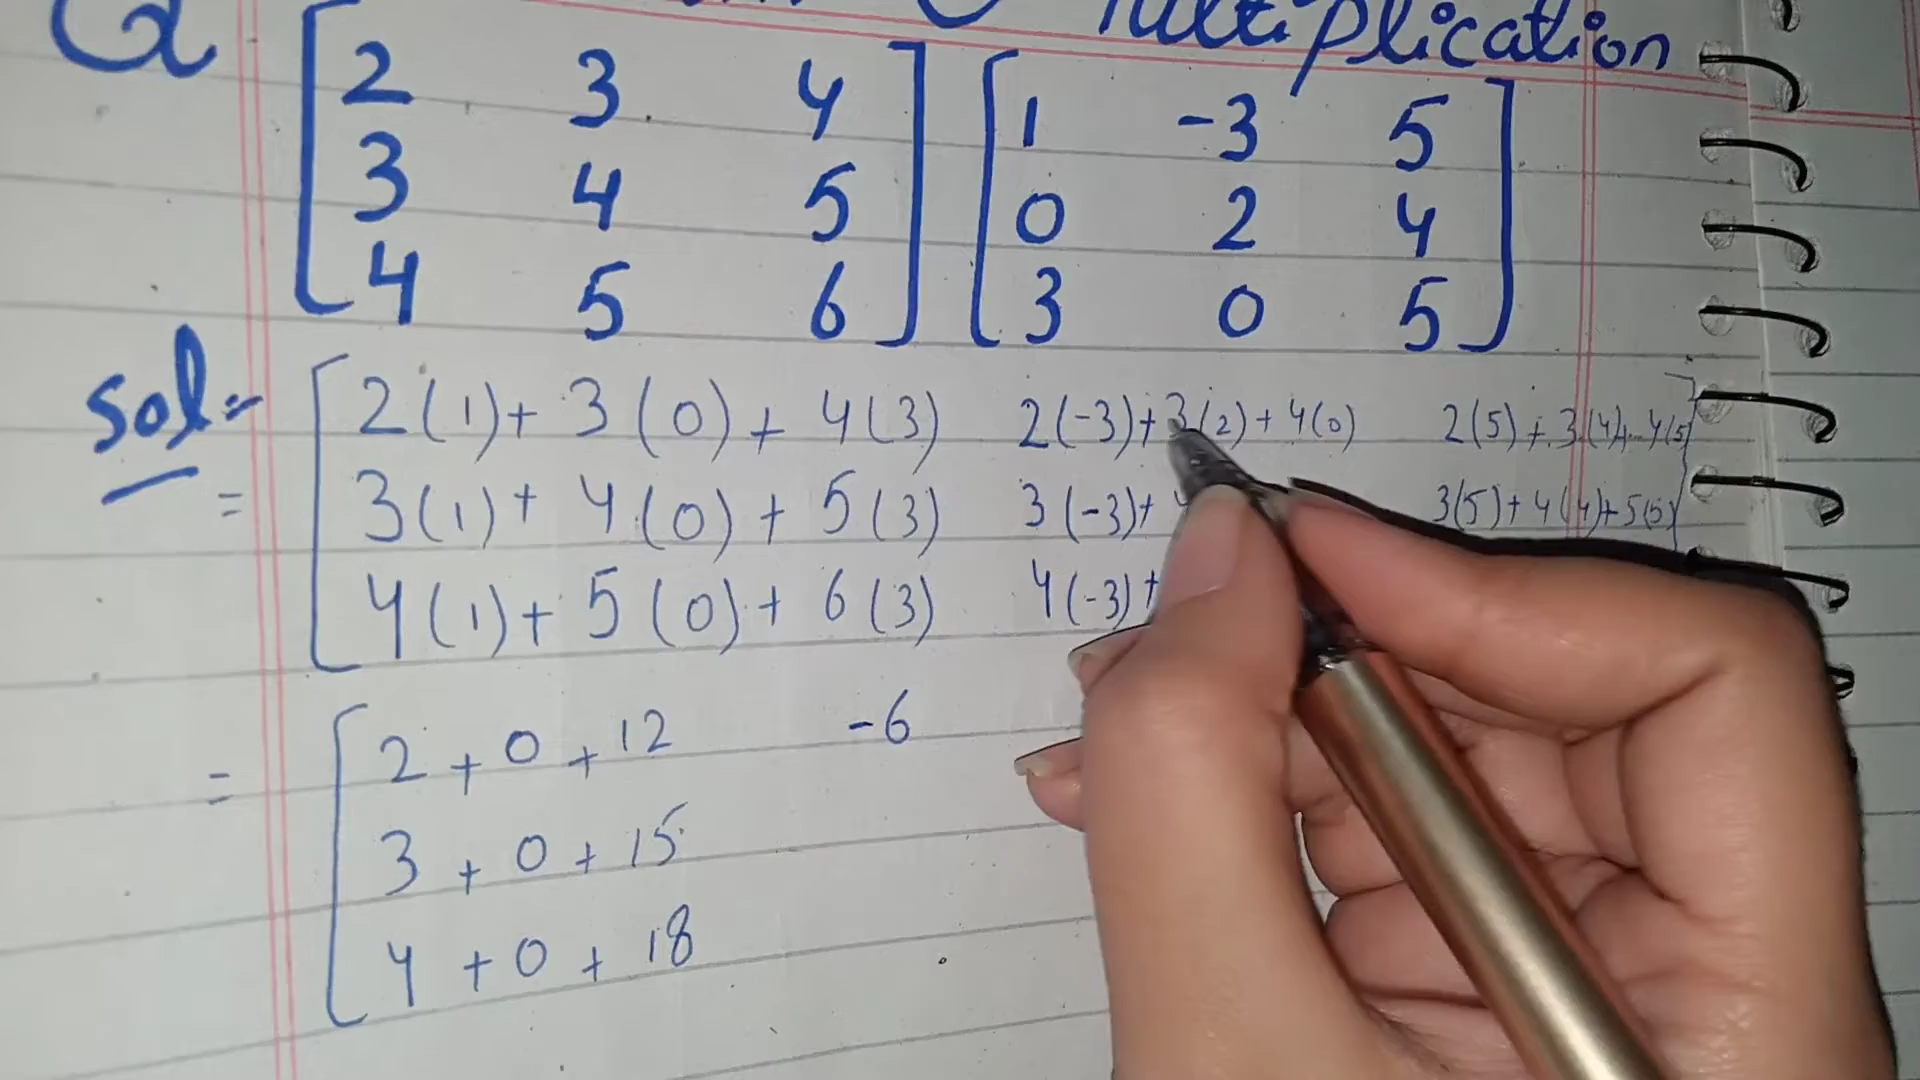 Q Multiplication
[2 3 4] [1 -3 5]
[3 4 5] [0 2 4]
[4 5 6] [3 0 5]
Sol=
[2(1)+ 3(0)+ 4(3) 2(-3)+3(2)+4(0) 2(5)+3(4)+4(5]
= 3(1)+ 4(0)+ 5(3) 3(-3)+ 3(5)+4(4)+5(5)
4(1)+ 5(0)+ 6(3) 4(-3)+
[2+0+12 -6
= 3+0+15
4+0+18